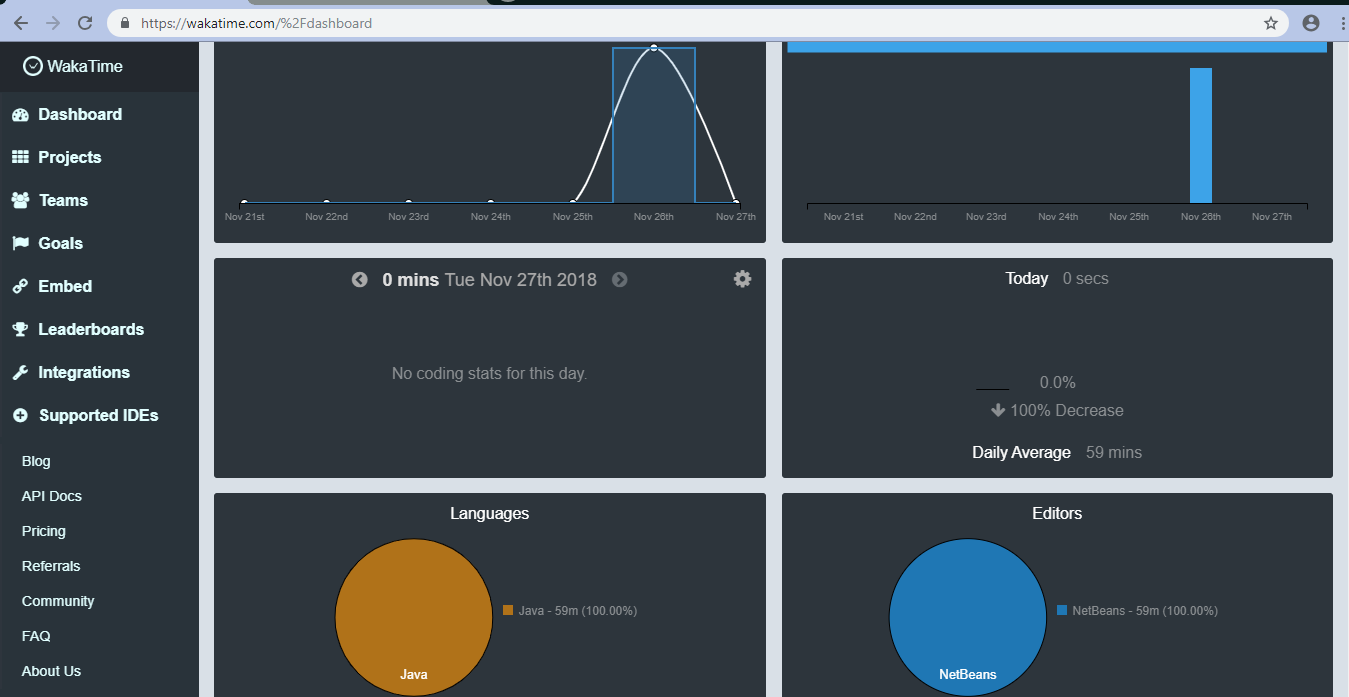 https://wakatime.com/%2Fdashboard
WakaTime
Dashboard
Projects
Teams
Goals
Embed
Leaderboards
Integrations
Supported IDEs
Blog
API Docs
Pricing
Referrals
Community
FAQ
About Us
Nov 21st Nov 22nd Nov 23rd Nov 24th Nov 25th Nov 26th Nov 27th
Nov 21st Nov 22nd Nov 23rd Nov 24th Nov 25th Nov 26th Nov 27th
0 mins Tue Nov 27th 2018
No coding stats for this day.
Today 0 secs
0.0%
100% Decrease
Daily Average 59 mins
Languages
Java - 59m (100.00%)
Java
Editors
NetBeans - 59m (100.00%)
NetBeans